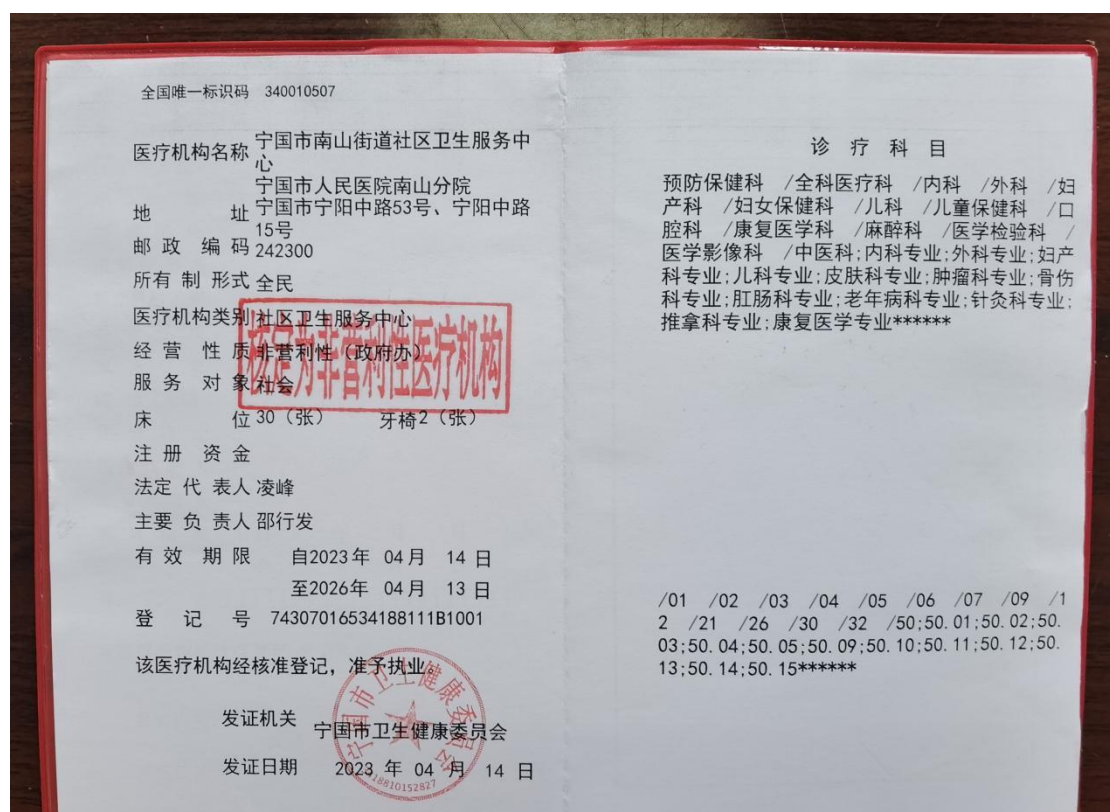 全国唯一标识码 340010507
医疗机构名称 宁国市南山街道社区卫生服务中
心
宁国市人民医院南山分院
地 址 宁国市宁阳中路53号、宁阳中路
15号
邮政编码 242300
所有制形式 全民
医疗机构类别 社区卫生服务中心
经营性质 非营利性（政府办）
服务对象 社会
核定为非营利性医疗机构
床 位 30（张） 牙椅2（张）
注册资金
法定代表人 凌峰
主要负责人 邵行发
有效期限 自2023年 04月 14日
至2026年 04月 13日
登记号 74307016534188111B1001
该医疗机构经核准登记，准予执业。
发证机关 宁国市卫生健康委员会
发证日期 2023 年 04 月 14 日
宁国市卫生健康委员会
诊疗科目
预防保健科 /全科医疗科 /内科 /外科 /妇
产科 /妇女保健科 /儿科 /儿童保健科 /口
腔科 /康复医学科 /麻醉科 /医学检验科 /
医学影像科 /中医科;内科专业;外科专业;妇产
科专业;儿科专业;皮肤科专业;肿瘤科专业;骨伤
科专业;肛肠科专业;老年病科专业;针灸科专业;
推拿科专业;康复医学专业******
/01 /02 /03 /04 /05 /06 /07 /09 /1
2 /21 /26 /30 /32 /50;50.01;50.02;50.
03;50.04;50.05;50.09;50.10;50.11;50.12;50.
13;50.14;50.15******